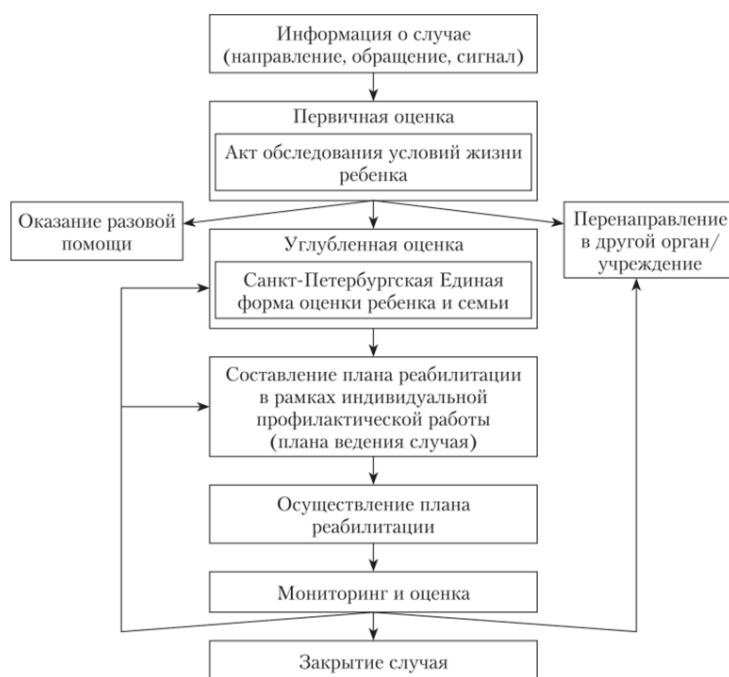 Информация о случае
(направление, обращение, сигнал)
Первичная оценка
Акт обследования условий жизни
ребенка
Оказание разовой
помощи
Перенаправление
в другой орган/
учреждение
Углубленная оценка
Санкт-Петербургская Единая
форма оценки ребенка и семьи
Составление плана реабилитации
в рамках индивидуальной
профилактической работы
(плана ведения случая)
Осуществление плана
реабилитации
Мониторинг и оценка
Закрытие случая